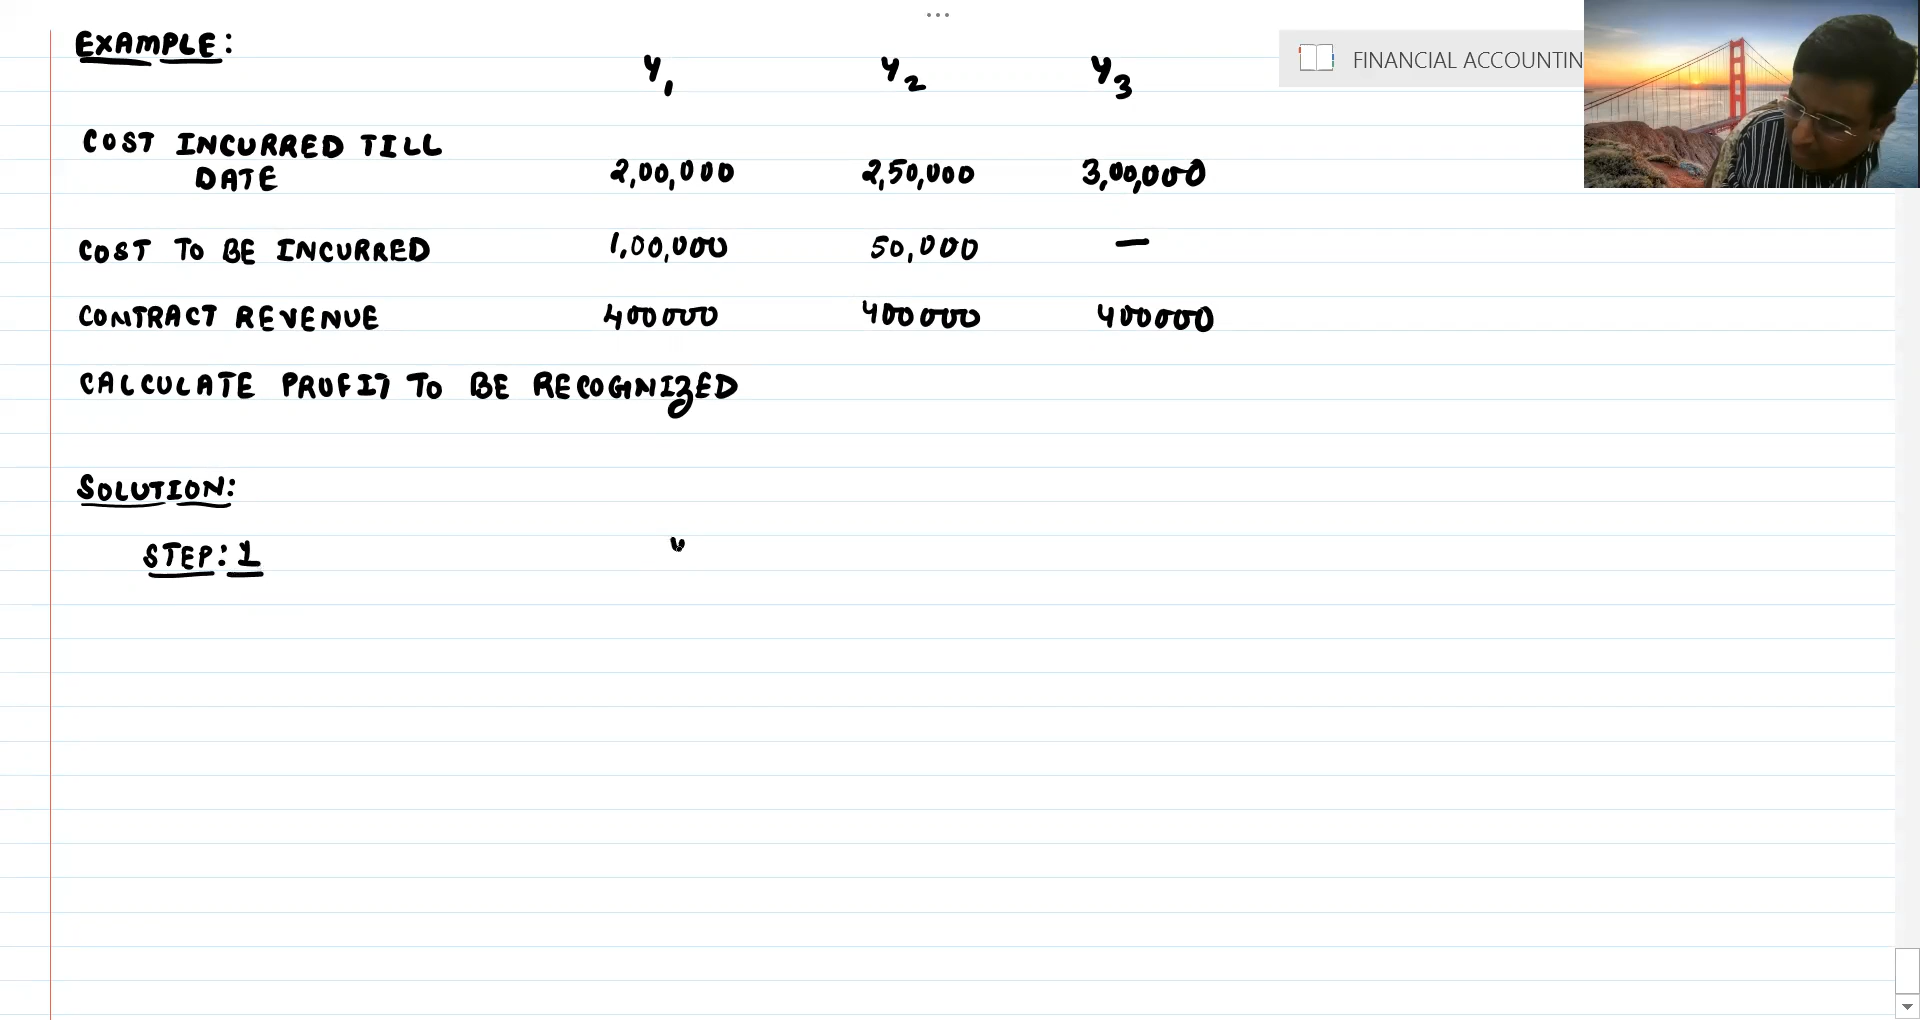 EXAMPLE:
Y1 Y2 Y3
FINANCIAL ACCOUNTIN
COST INCURRED TILL
DATE 2,00,000 2,50,000 3,00,000
COST TO BE INCURRED 1,00,000 50,000 —
CONTRACT REVENUE 400000 400000 400000
CALCULATE PROFIT TO BE RECOGNIZED
SOLUTION:
STEP: 1